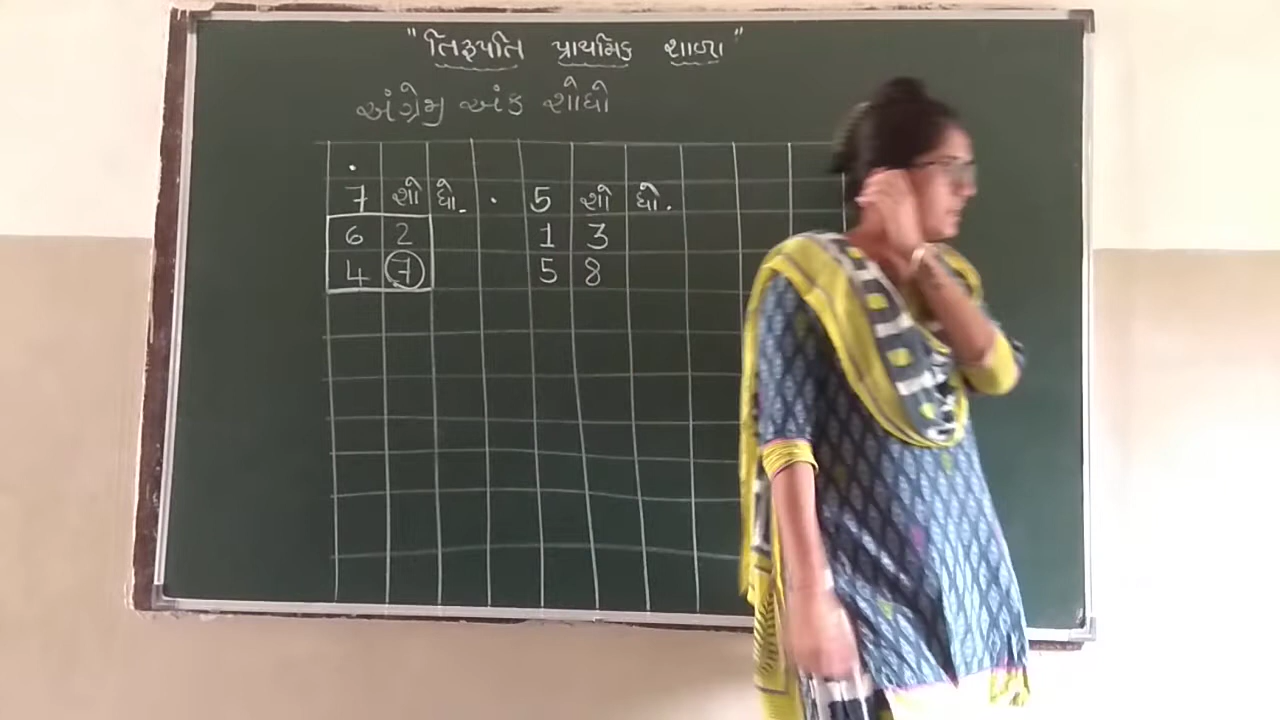 "તિરૂપતિ પ્રાથમિક શાળા"
અંગ્રેજી અંક શોધો
. 7 શોધો. . 5 શોધો.
6 2 1 3
4 7 5 8